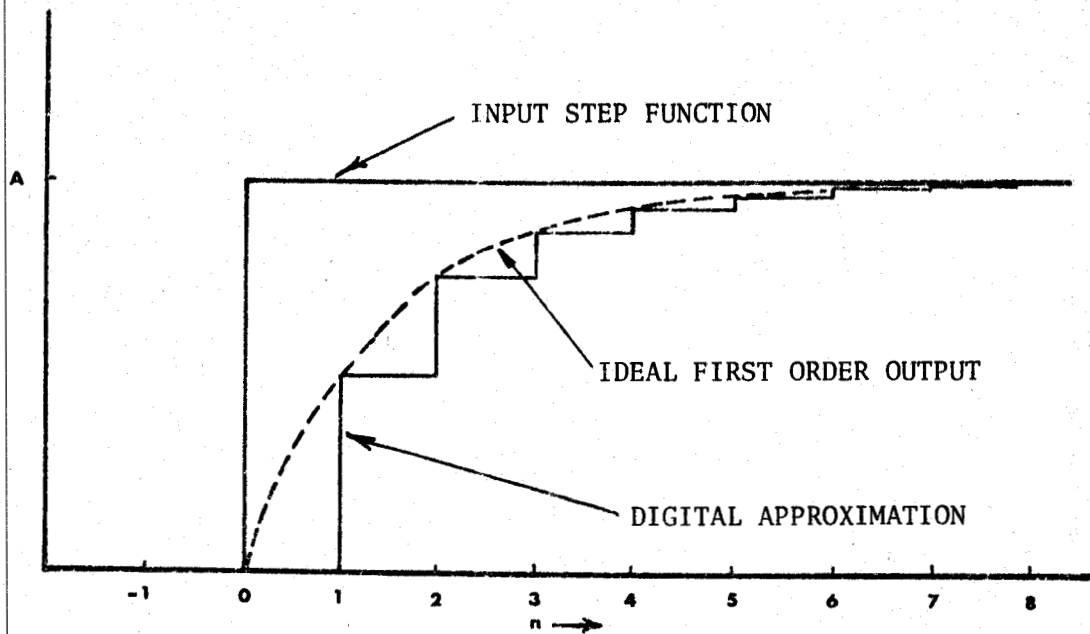 INPUT STEP FUNCTION
A
IDEAL FIRST ORDER OUTPUT
DIGITAL APPROXIMATION
-1 0 1 2 3 4 5 6 7 8
n